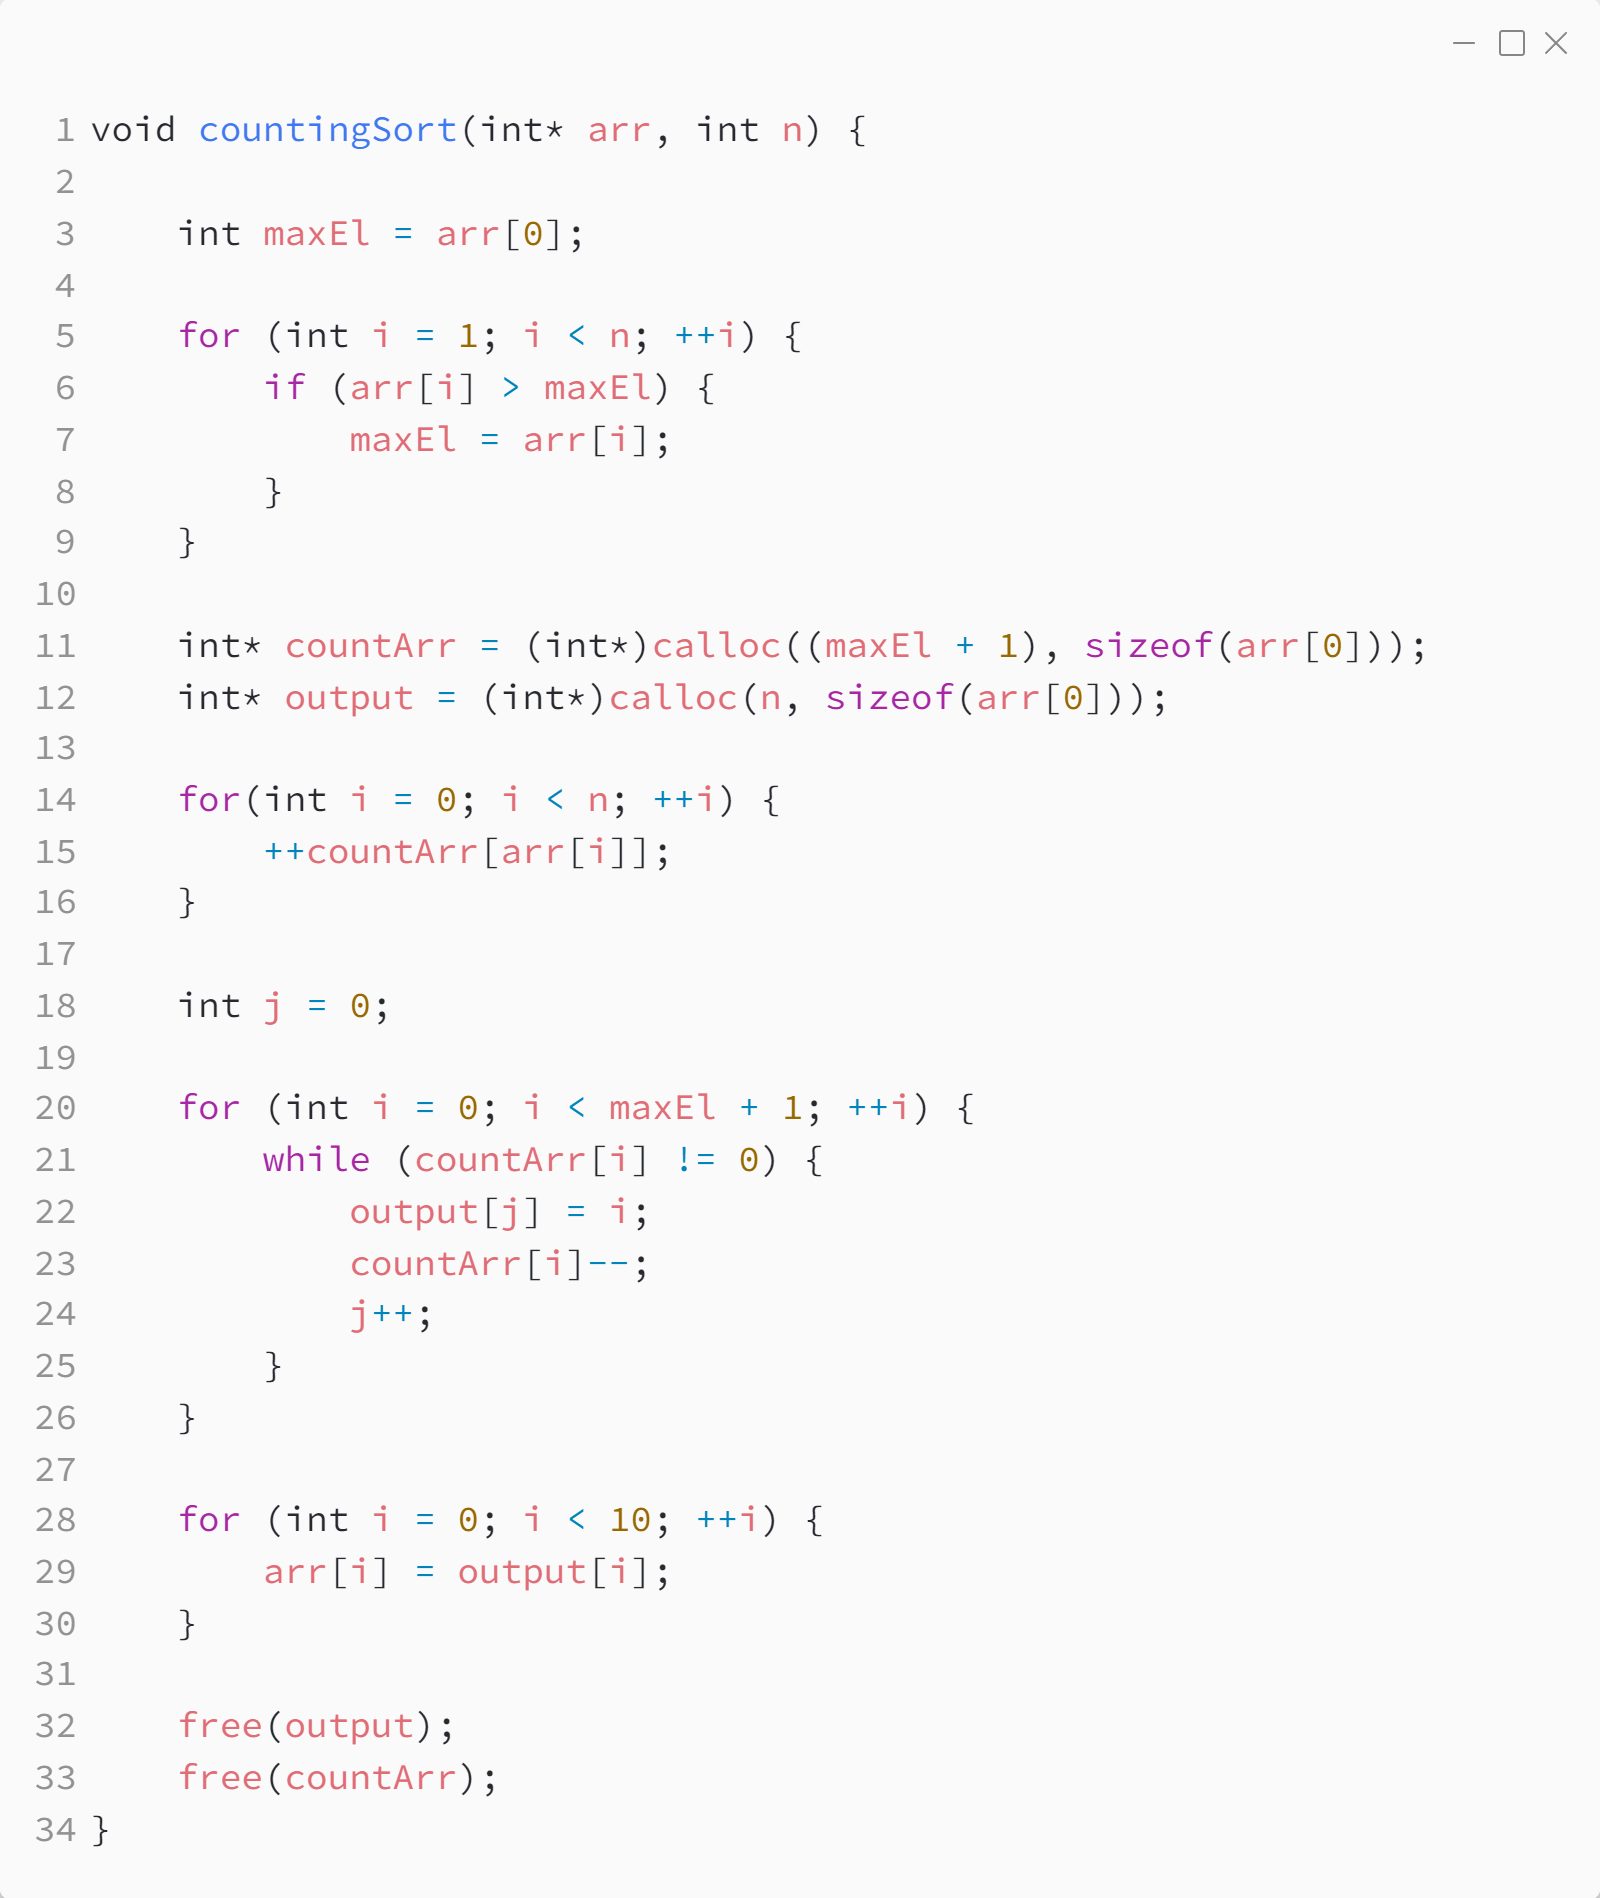 1 void countingSort(int* arr, int n) {
2
3     int maxEl = arr[0];
4
5     for (int i = 1; i < n; ++i) {
6         if (arr[i] > maxEl) {
7             maxEl = arr[i];
8         }
9     }
10
11     int* countArr = (int*)calloc((maxEl + 1), sizeof(arr[0]));
12     int* output = (int*)calloc(n, sizeof(arr[0]));
13
14     for(int i = 0; i < n; ++i) {
15         ++countArr[arr[i]];
16     }
17
18     int j = 0;
19
20     for (int i = 0; i < maxEl + 1; ++i) {
21         while (countArr[i] != 0) {
22             output[j] = i;
23             countArr[i]--;
24             j++;
25         }
26     }
27
28     for (int i = 0; i < 10; ++i) {
29         arr[i] = output[i];
30     }
31
32     free(output);
33     free(countArr);
34 }